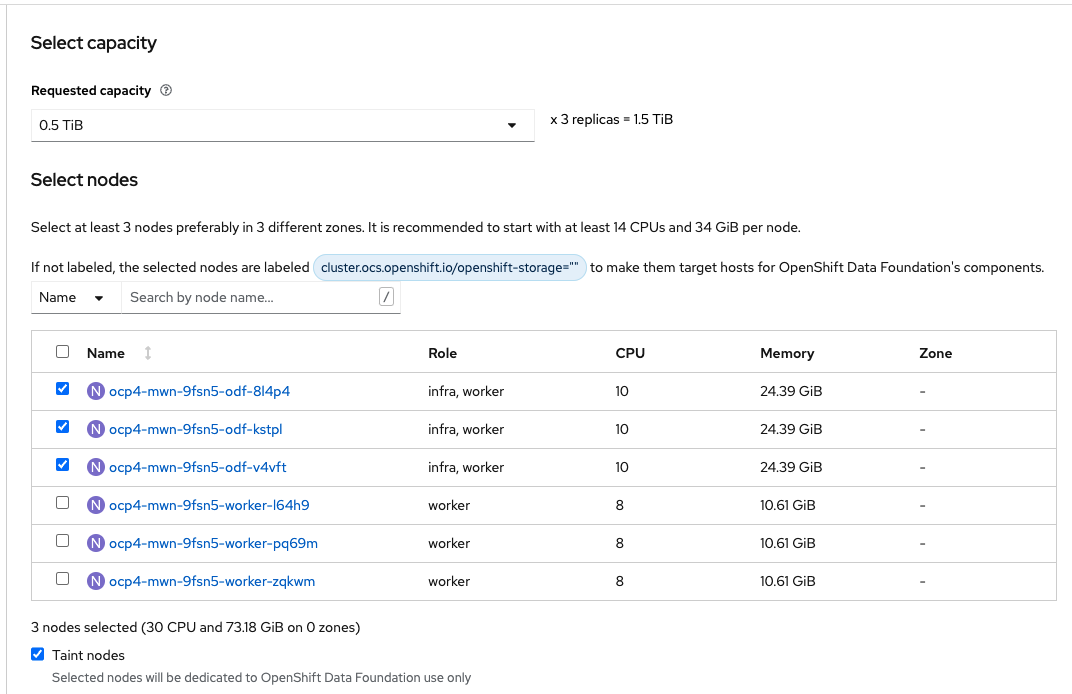 Select capacity
Requested capacity ?
0.5 TiB
x 3 replicas = 1.5 TiB
Select nodes
Select at least 3 nodes preferably in 3 different zones. It is recommended to start with at least 14 CPUs and 34 GiB per node.
If not labeled, the selected nodes are labeled cluster.ocs.openshift.io/openshift-storage="" to make them target hosts for OpenShift Data Foundation's components.
Name Search by node name... /
Name Role CPU Memory Zone
N ocp4-mwn-9fsn5-odf-8l4p4 infra, worker 10 24.39 GiB -
N ocp4-mwn-9fsn5-odf-kstpl infra, worker 10 24.39 GiB -
N ocp4-mwn-9fsn5-odf-v4vft infra, worker 10 24.39 GiB -
N ocp4-mwn-9fsn5-worker-l64h9 worker 8 10.61 GiB -
N ocp4-mwn-9fsn5-worker-pq69m worker 8 10.61 GiB -
N ocp4-mwn-9fsn5-worker-zqkwm worker 8 10.61 GiB -
3 nodes selected (30 CPU and 73.18 GiB on 0 zones)
Taint nodes
Selected nodes will be dedicated to OpenShift Data Foundation use only